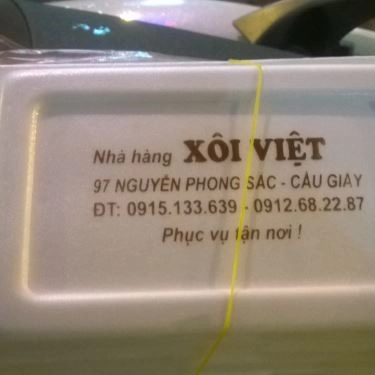 Nhà hàng XÔI VIỆT
97 NGUYỄN PHONG SẮC - CẦU GIẤY
ĐT: 0915.133.639 - 0912.68.22.87
Phục vụ tận nơi !